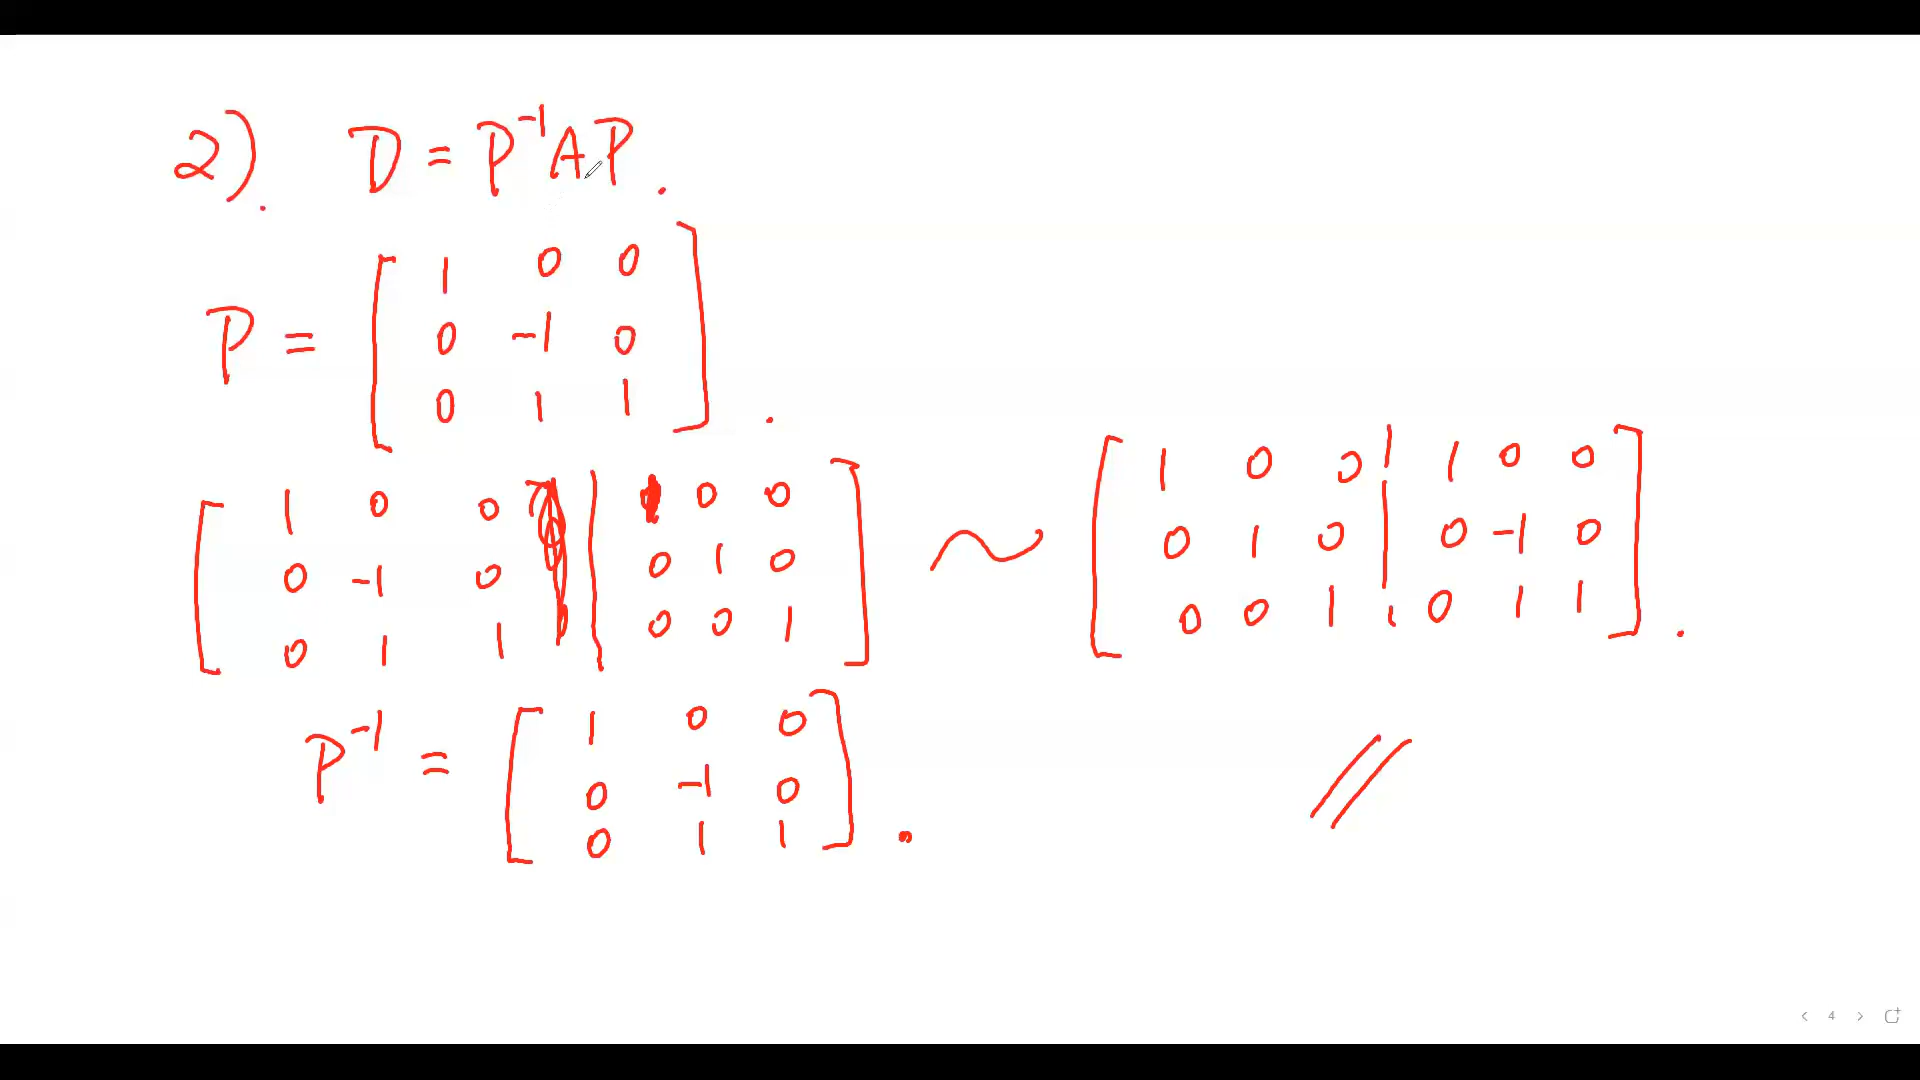 2). D = P⁻¹AP.
1 0 0
P = 0 -1 0
0 1 1 .
1 0 0 | 1 0 0 ~ 1 0 0 | 1 0 0
0 -1 0 | 0 1 0 0 1 0 | 0 -1 0
0 1 1 | 0 0 1 0 0 1 | 0 1 1 .
1 0 0
P⁻¹ = 0 -1 0
0 1 1 .
//
4